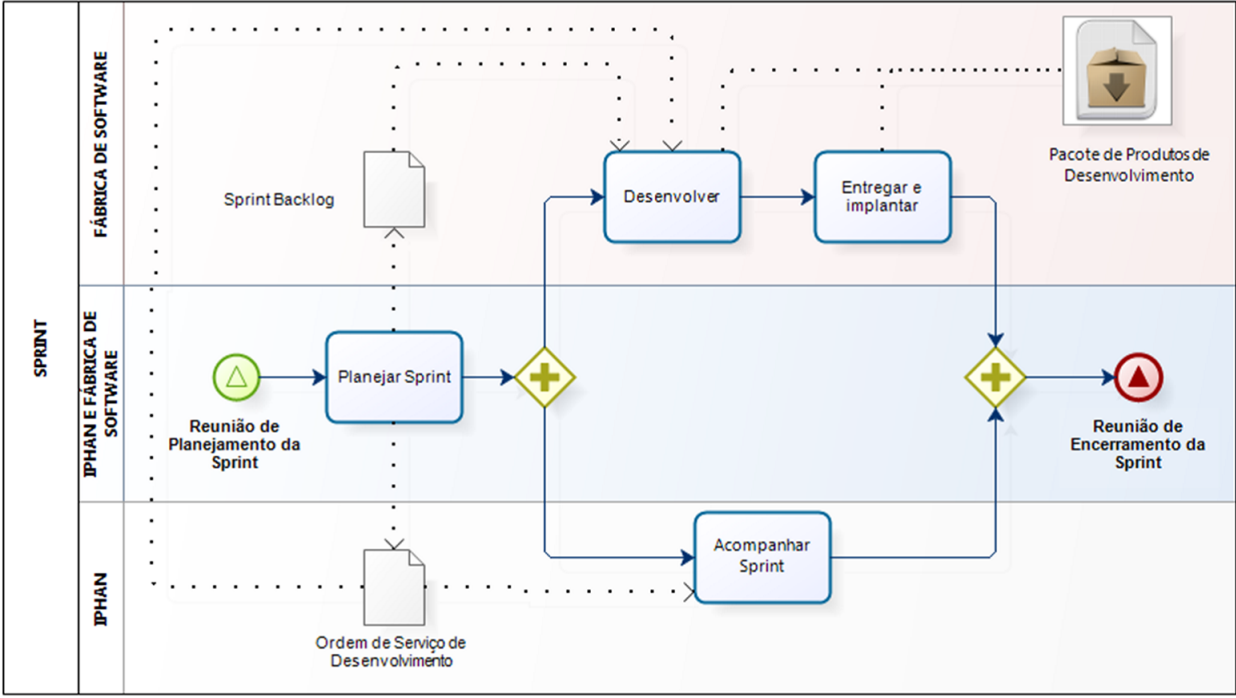 SPRINT
FÁBRICA DE SOFTWARE
Pacote de Produtos de
Desenvolvimento
Sprint Backlog
Desenvolver
Entregar e
implantar
IPHAN E FÁBRICA DE
SOFTWARE
Planejar Sprint
Reunião de
Planejamento da
Sprint
Reunião de
Encerramento da
Sprint
IPHAN
Acompanhar
Sprint
Ordem de Serviço de
Desenvolvimento